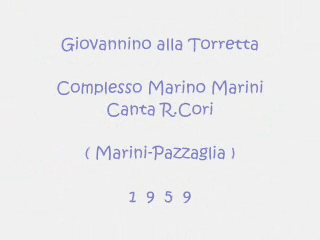 Giovannino alla Torretta
Complesso Marino Marini
Canta R.Cori
( Marini-Pazzaglia )
1 9 5 9